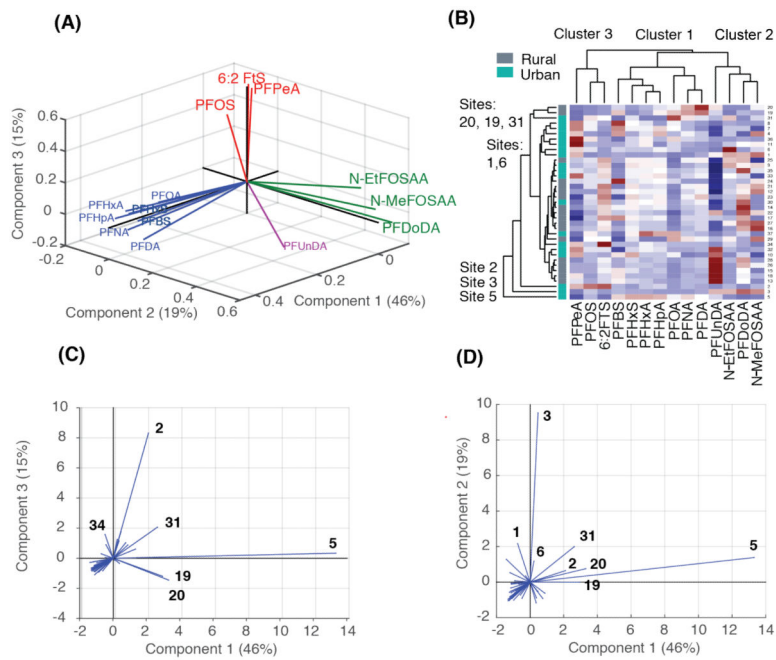 (A)
6:2 FtS
PFPeA
PFOS
N-EtFOSAA
N-MeFOSAA
PFDoDA
PFUnDA
PFOA
PFHxA
PFHpA
PFBS
PFNA
PFDA
0.6
0.4
0.2
0
-0.2
Component 3 (15%)
-0.2
0
0.2
0.4
0.6
Component 2 (19%)
0.4
0.2
0
Component 1 (46%)
(B)
Cluster 3
Cluster 1
Cluster 2
Rural
Urban
Sites:
20, 19, 31
Sites:
1,6
Site 2
Site 3
Site 5
PFPeA
PFOS
6:2FTS
PFBS
PFHxS
PFHxA
PFHpA
PFOA
PFNA
PFDA
PFUnDA
N-EtFOSAA
PFDoDA
N-MeFOSAA
(C)
10
8
6
4
2
0
-2
-4
Component 3 (15%)
2
34
31
5
19
20
-2
0
2
4
6
8
10
12
14
Component 1 (46%)
(D)
10
8
6
4
2
0
-2
Component 2 (19%)
3
1
6
31
2
20
19
5
-2
0
2
4
6
8
10
12
14
Component 1 (46%)